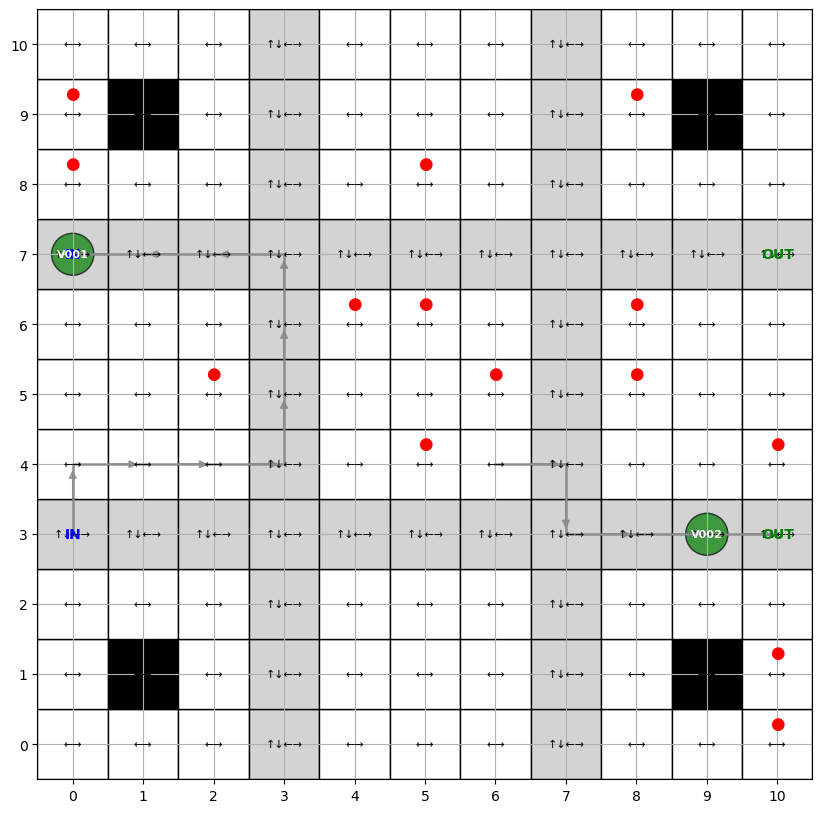 10 ←→ ←→ ←→ ↑↓←→ ←→ ←→ ←→ ↑↓←→ ←→ ←→ ←→
9 ←→ ←→ ↑↓←→ ←→ ←→ ←→ ↑↓←→ ←→ ←→
8 ←→ ←→ ←→ ↑↓←→ ←→ ←→ ←→ ↑↓←→ ←→ ←→ ←→
7 V001 ↑↓←→ ↑↓←→ ↑↓←→ ↑↓←→ ↑↓←→ ↑↓←→ ↑↓←→ ↑↓←→ ↑↓←→ OUT
6 ←→ ←→ ←→ ↑↓←→ ←→ ←→ ←→ ↑↓←→ ←→ ←→ ←→
5 ←→ ←→ ←→ ↑↓←→ ←→ ←→ ←→ ↑↓←→ ←→ ←→ ←→
4 ←→ ←→ ←→ ↑↓←→ ←→ ←→ ←→ ↑↓←→ ←→ ←→ ←→
3 IN ↑↓←→ ↑↓←→ ↑↓←→ ↑↓←→ ↑↓←→ ↑↓←→ ↑↓←→ ↑↓←→ V002 OUT
2 ←→ ←→ ←→ ↑↓←→ ←→ ←→ ←→ ↑↓←→ ←→ ←→ ←→
1 ←→ ←→ ↑↓←→ ←→ ←→ ←→ ↑↓←→ ←→ ←→
0 ←→ ←→ ←→ ↑↓←→ ←→ ←→ ←→ ↑↓←→ ←→ ←→ ←→
0 1 2 3 4 5 6 7 8 9 10